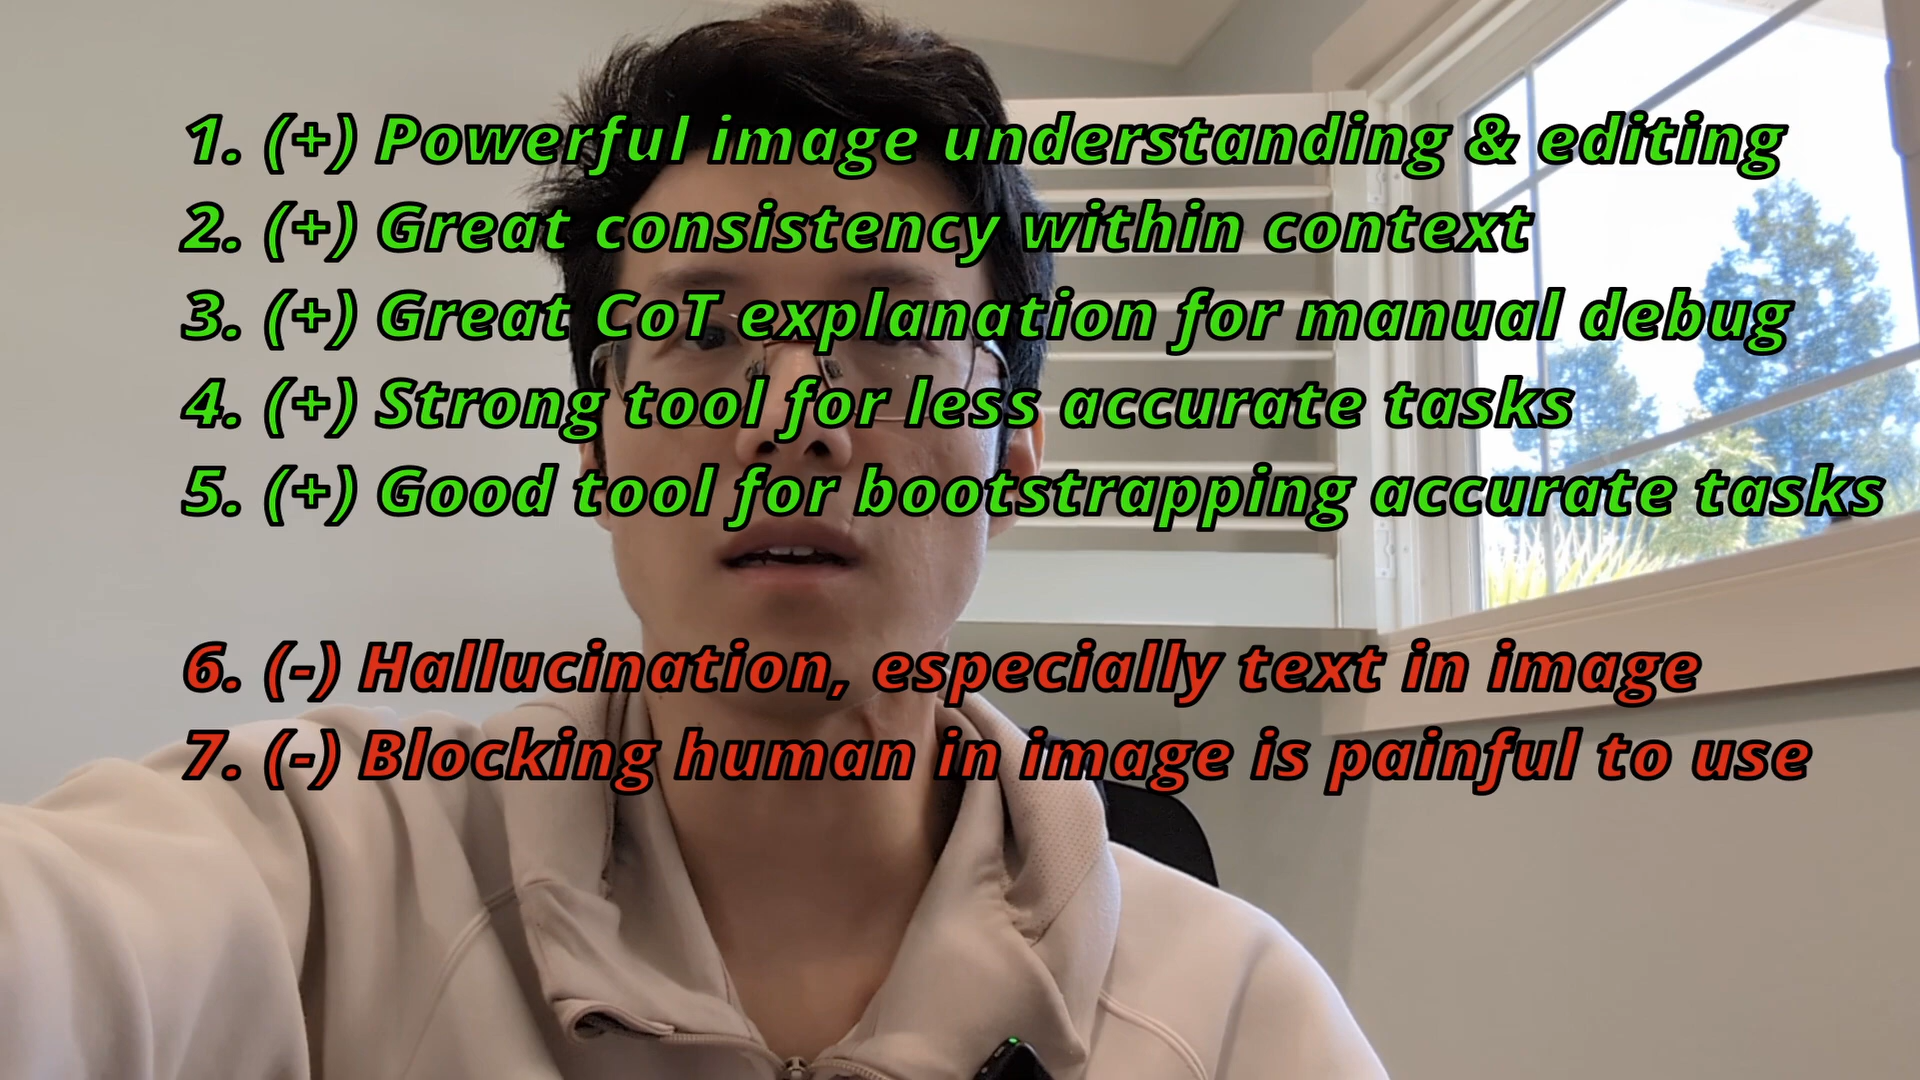 1. (+) Powerful image understanding & editing
2. (+) Great consistency within context
3. (+) Great CoT explanation for manual debug
4. (+) Strong tool for less accurate tasks
5. (+) Good tool for bootstrapping accurate tasks
6. (-) Hallucination, especially text in image
7. (-) Blocking human in image is painful to use